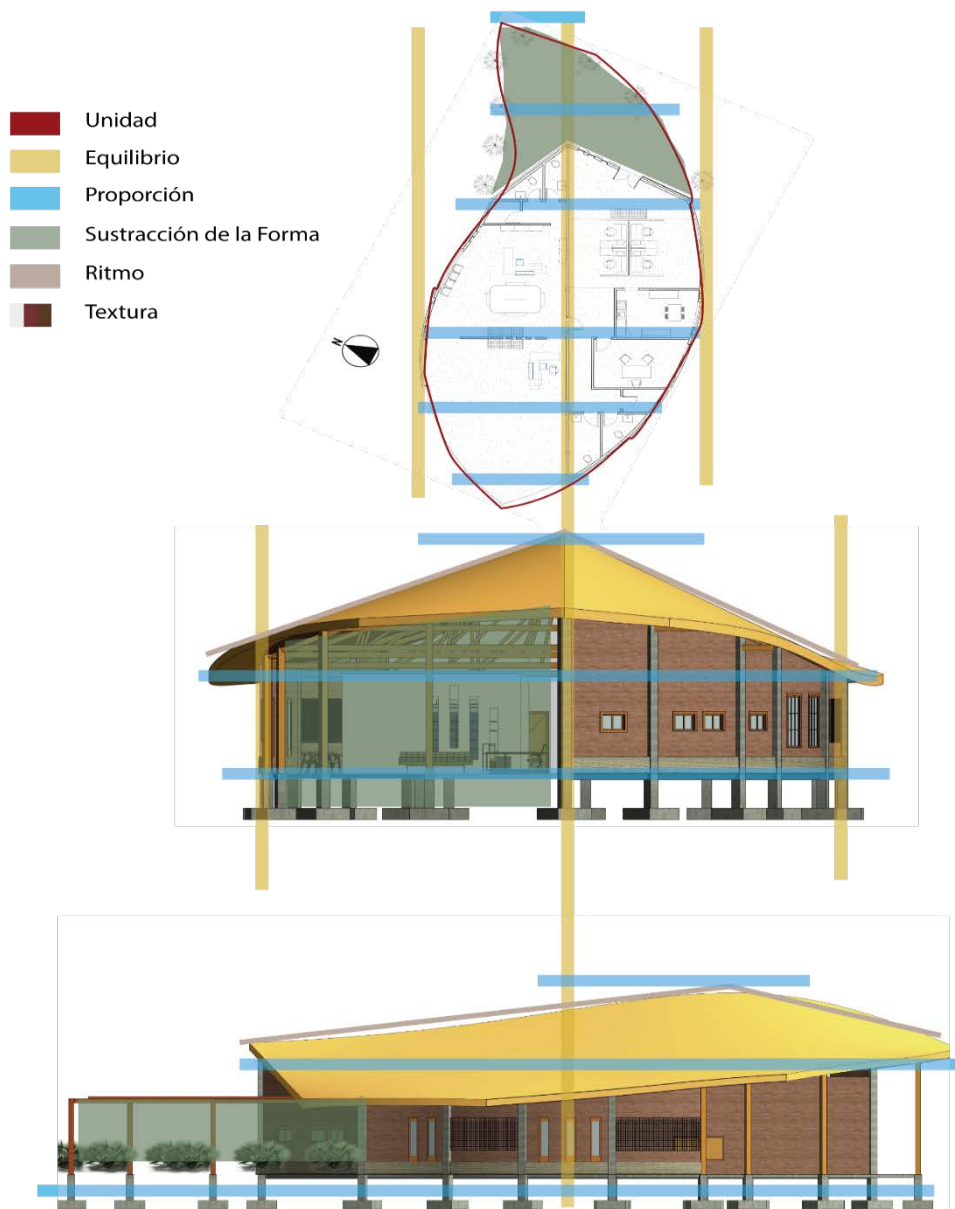 Unidad
Equilibrio
Proporción
Sustracción de la Forma
Ritmo
Textura
N